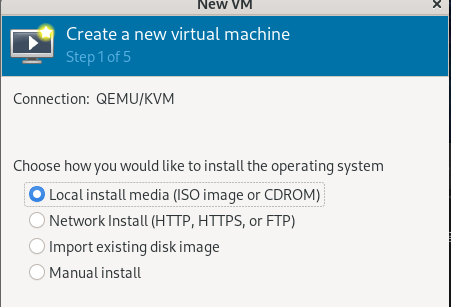 New VM
Create a new virtual machine
Step 1 of 5
Connection: QEMU/KVM
Choose how you would like to install the operating system
Local install media (ISO image or CDROM)
Network Install (HTTP, HTTPS, or FTP)
Import existing disk image
Manual install